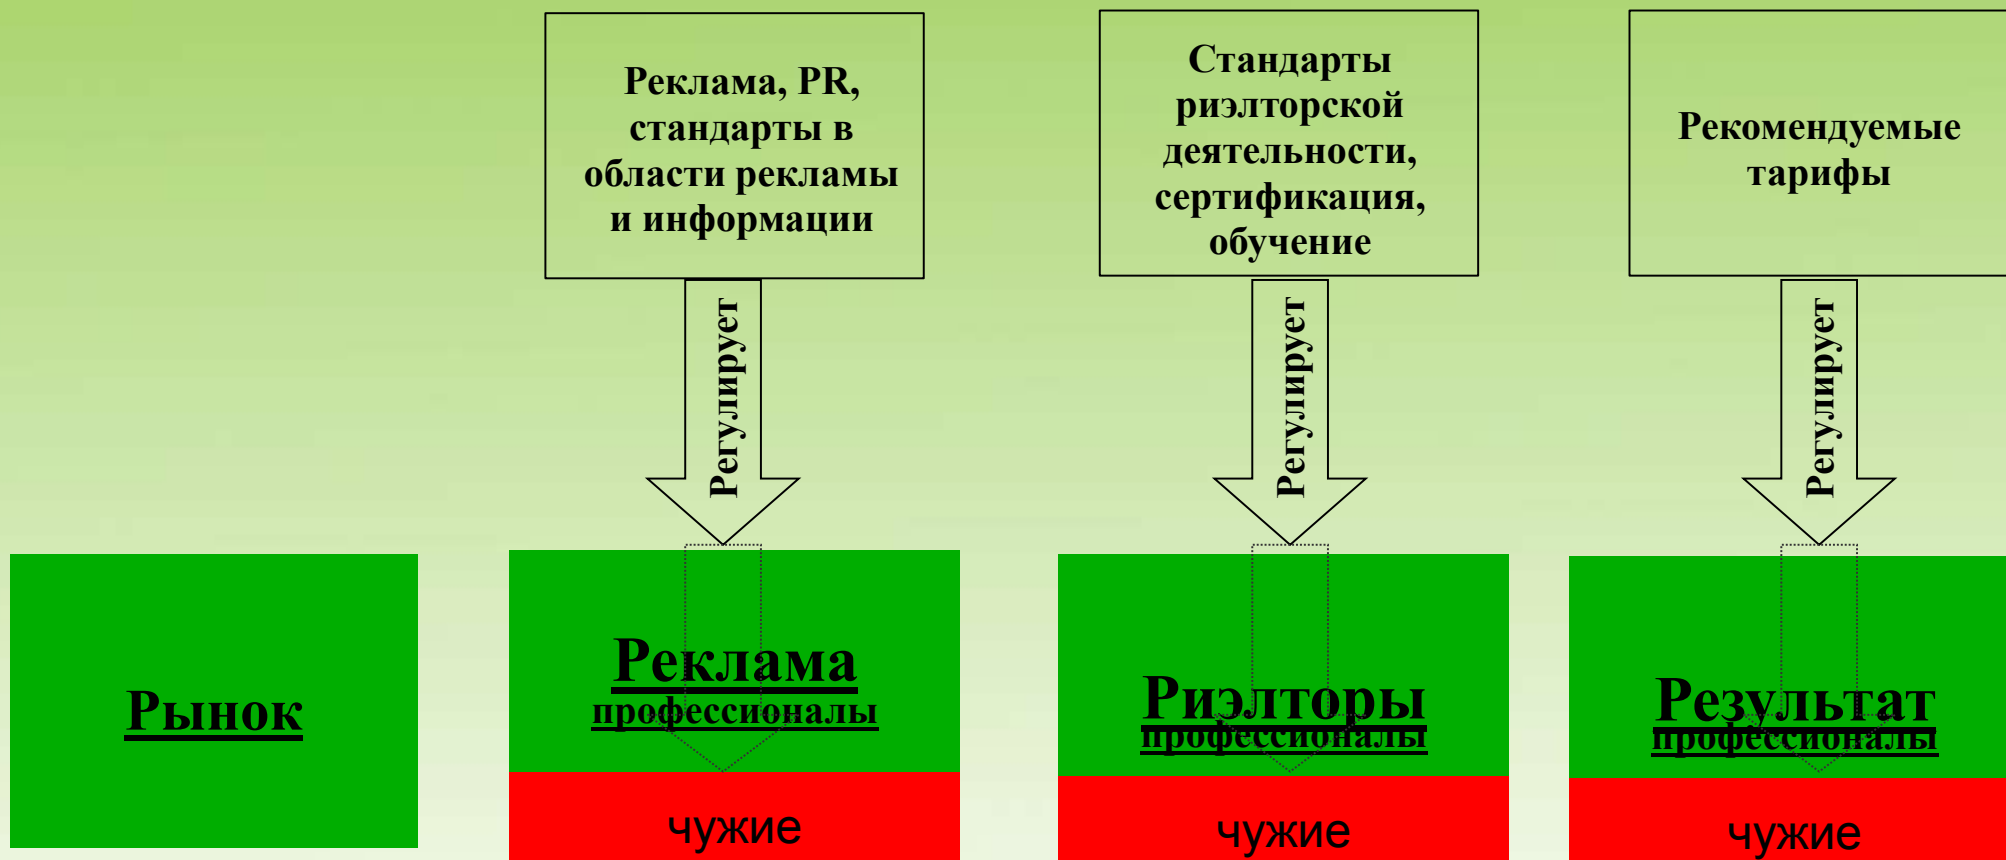 Реклама, PR,
стандарты в
области рекламы
и информации
Стандарты
риэлторской
деятельности,
сертификация,
обучение
Рекомендуемые
тарифы
Регулирует
Регулирует
Регулирует
Рынок
Реклама
профессионалы
чужие
Риэлторы
профессионалы
чужие
Результат
профессионалы
чужие